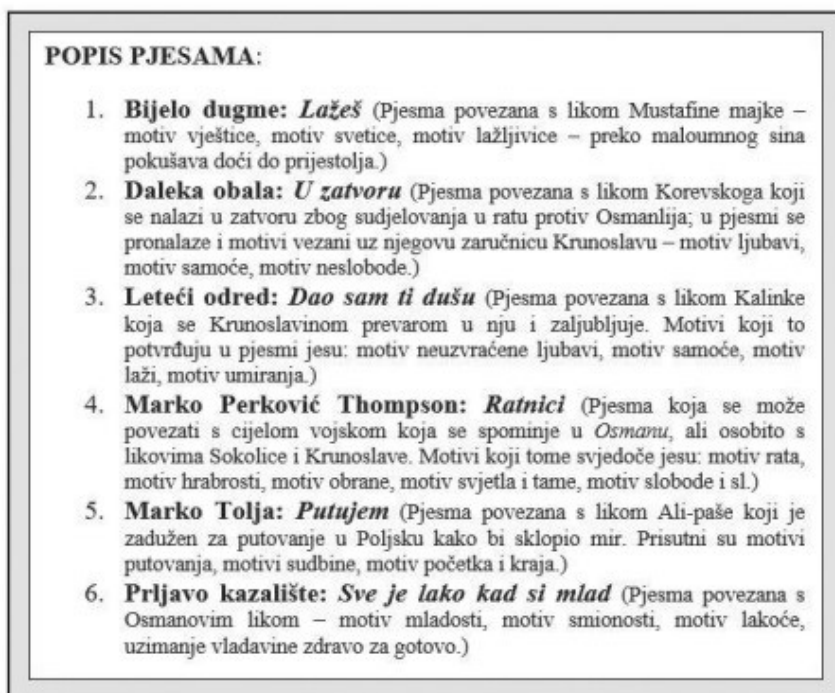 POPIS PJESAMA:
1. Bijelo dugme: Lažeš (Pjesma povezana s likom Mustafine majke –
motiv vještice, motiv svetice, motiv lažljivice – preko maloumnog sina
pokušava doći do prijestolja.)
2. Daleka obala: U zatvoru (Pjesma povezana s likom Korevskoga koji
se nalazi u zatvoru zbog sudjelovanja u ratu protiv Osmanlija; u pjesmi se
pronalaze i motivi vezani uz njegovu zaručnicu Krunoslavu – motiv ljubavi,
motiv samoće, motiv neslobode.)
3. Leteći odred: Dao sam ti dušu (Pjesma povezana s likom Kalinke
koja se Krunoslavinom prevarom u nju i zaljubljuje. Motivi koji to
potvrđuju u pjesmi jesu: motiv neuzvraćene ljubavi, motiv samoće, motiv
laži, motiv umiranja.)
4. Marko Perković Thompson: Ratnici (Pjesma koja se može
povezati s cijelom vojskom koja se spominje u Osmanu, ali osobito s
likovima Sokolice i Krunoslave. Motivi koji tome svjedoče jesu: motiv rata,
motiv hrabrosti, motiv obrane, motiv svjetla i tame, motiv slobode i sl.)
5. Marko Tolja: Putujem (Pjesma povezana s likom Ali-paše koji je
zadužen za putovanje u Poljsku kako bi sklopio mir. Prisutni su motivi
putovanja, motivi sudbine, motiv početka i kraja.)
6. Prljavo kazalište: Sve je lako kad si mlad (Pjesma povezana s
Osmanovim likom – motiv mladosti, motiv smionosti, motiv lakoće,
uzimanje vladavine zdravo za gotovo.)